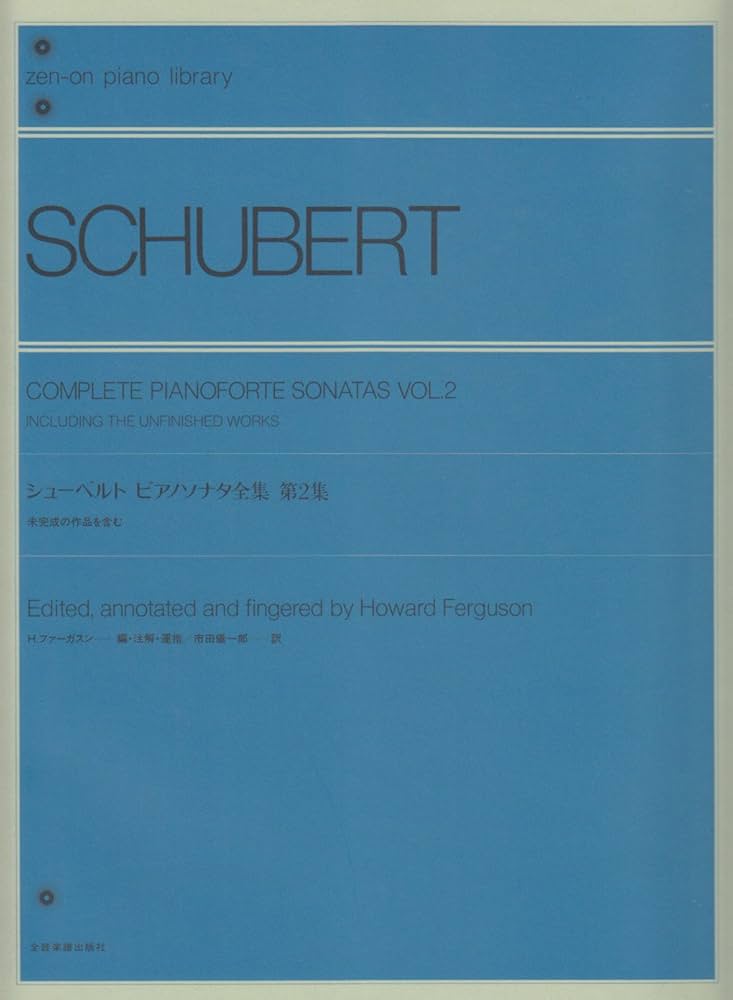 zen-on piano library
SCHUBERT
COMPLETE PIANOFORTE SONATAS VOL.2
INCLUDING THE UNFINISHED WORKS
シューベルト ピアノソナタ全集 第2集
未完成の作品を含む
Edited, annotated and fingered by Howard Ferguson
H.ファーガスン──編・注解・運指／市田儀一郎──訳
全音楽譜出版社